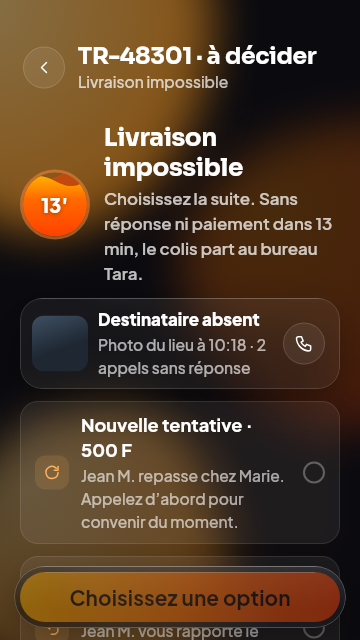 TR-48301 · à décider
Livraison impossible
Livraison
impossible
13'
Choisissez la suite. Sans
réponse ni paiement dans 13
min, le colis part au bureau
Tara.
Destinataire absent
Photo du lieu à 10:18 · 2
appels sans réponse
Nouvelle tentative ·
500 F
Jean M. repasse chez Marie.
Appelez d'abord pour
convenir du moment.
Choisissez une option
Jean M. vous rapporte le